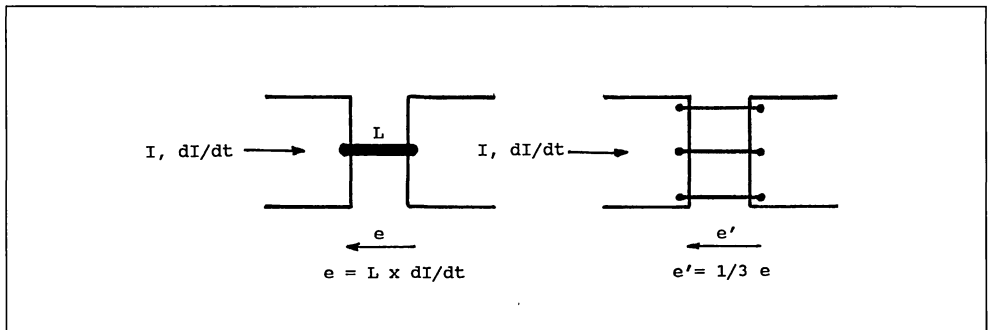 L
I, dI/dt
I, dI/dt
e
e = L x dI/dt
e'
e'= 1/3 e